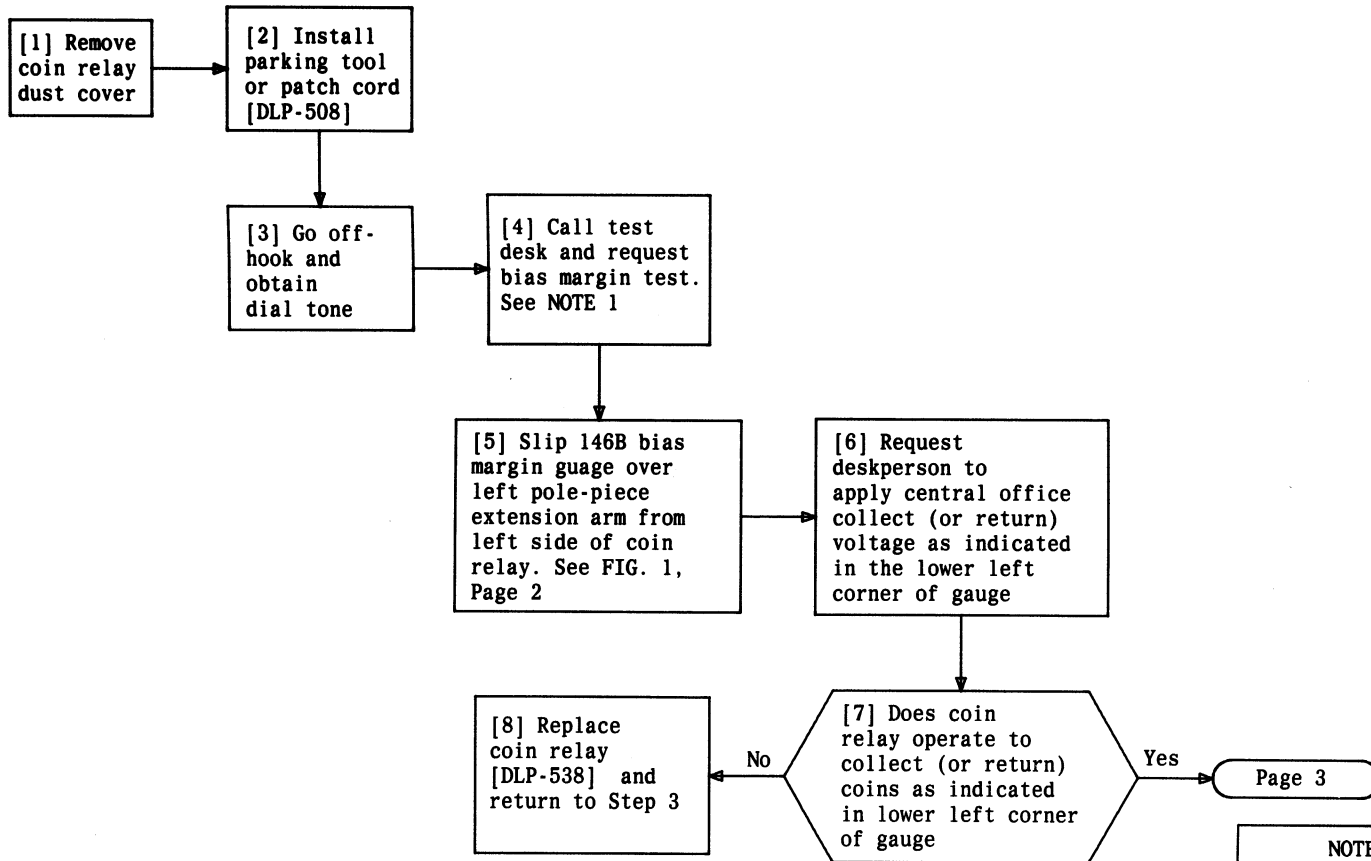 [1] Remove
coin relay
dust cover
[2] Install
parking tool
or patch cord
[DLP-508]
[3] Go off-
hook and
obtain
dial tone
[4] Call test
desk and request
bias margin test.
See NOTE 1
[5] Slip 146B bias
margin guage over
left pole-piece
extension arm from
left side of coin
relay. See FIG. 1,
Page 2
[6] Request
deskperson to
apply central office
collect (or return)
voltage as indicated
in the lower left
corner of gauge
[7] Does coin
relay operate to
collect (or return)
coins as indicated
in lower left corner
of gauge
No
Yes
[8] Replace
coin relay
[DLP-538] and
return to Step 3
Page 3
NOTE